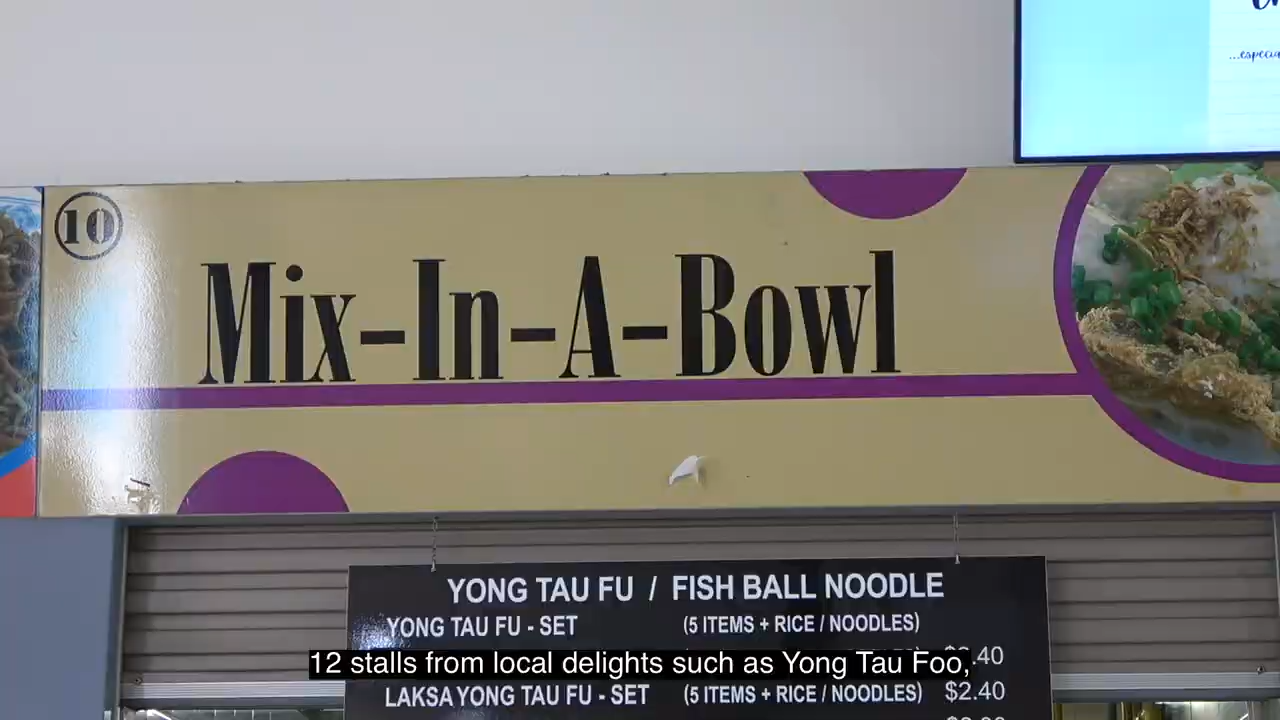 ...especia
10
Mix-In-A-Bowl
YONG TAU FU / FISH BALL NOODLE
YONG TAU FU - SET (5 ITEMS + RICE / NOODLES)
12 stalls from local delights such as Yong Tau Foo,
LAKSA YONG TAU FU - SET (5 ITEMS + RICE / NOODLES) $2.40